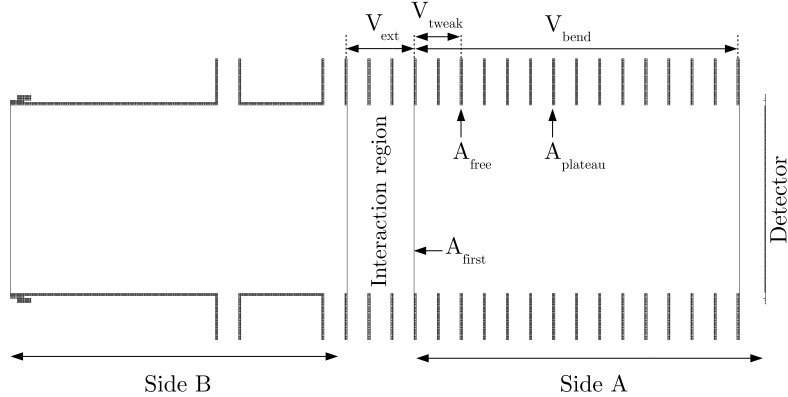 V_ext
V_tweak
V_bend
A_free
A_plateau
Interaction region
A_first
Detector
Side B
Side A